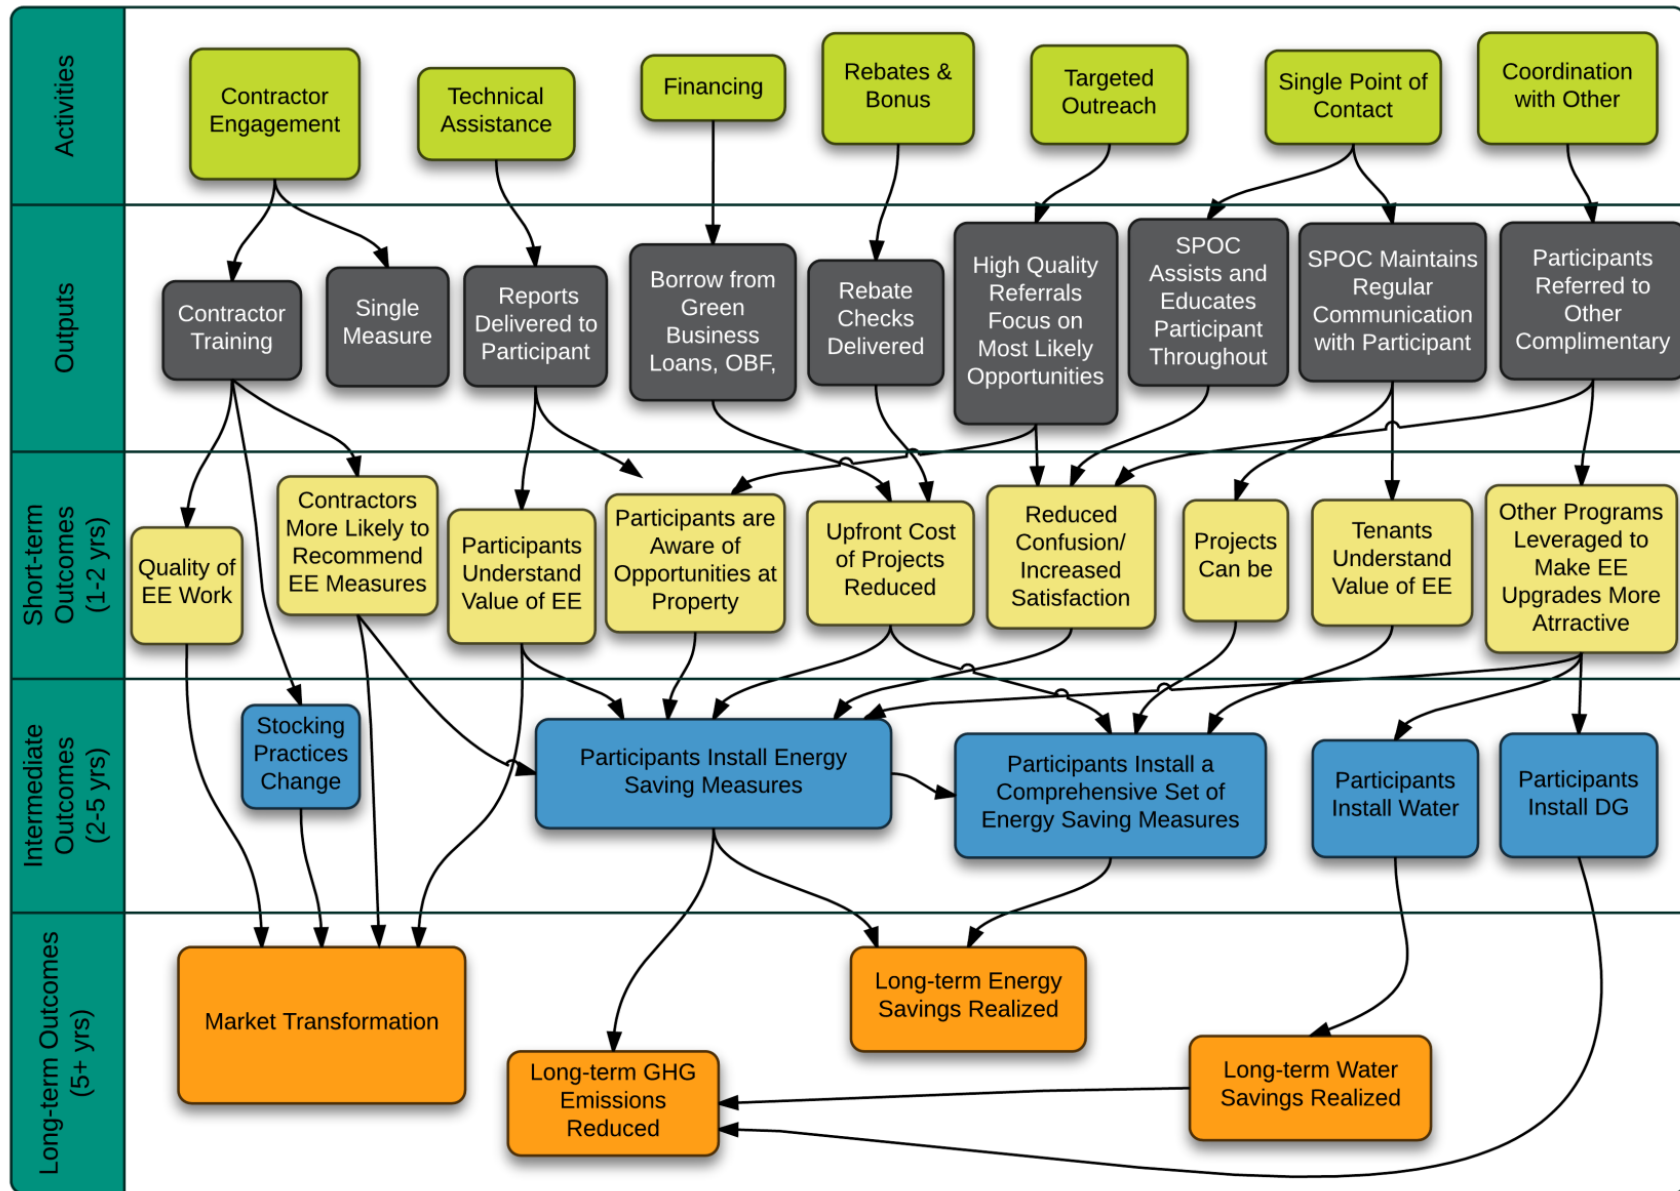 Activities
Contractor
Engagement
Technical
Assistance
Financing
Rebates &
Bonus
Targeted
Outreach
Single Point of
Contact
Coordination
with Other
Outputs
Contractor
Training
Single
Measure
Reports
Delivered to
Participant
Borrow from
Green
Business
Loans, OBF,
Rebate
Checks
Delivered
High Quality
Referrals
Focus on
Most Likely
Opportunities
SPOC
Assists and
Educates
Participant
Throughout
SPOC Maintains
Regular
Communication
with Participant
Participants
Referred to
Other
Complimentary
Short-term
Outcomes
(1-2 yrs)
Quality of
EE Work
Contractors
More Likely to
Recommend
EE Measures
Participants
Understand
Value of EE
Participants are
Aware of
Opportunities at
Property
Upfront Cost
of Projects
Reduced
Reduced
Confusion/
Increased
Satisfaction
Projects
Can be
Tenants
Understand
Value of EE
Other Programs
Leveraged to
Make EE
Upgrades More
Atrractive
Intermediate
Outcomes
(2-5 yrs)
Stocking
Practices
Change
Participants Install Energy
Saving Measures
Participants Install a
Comprehensive Set of
Energy Saving Measures
Participants
Install Water
Participants
Install DG
Long-term Outcomes
(5+ yrs)
Market Transformation
Long-term GHG
Emissions
Reduced
Long-term Energy
Savings Realized
Long-term Water
Savings Realized